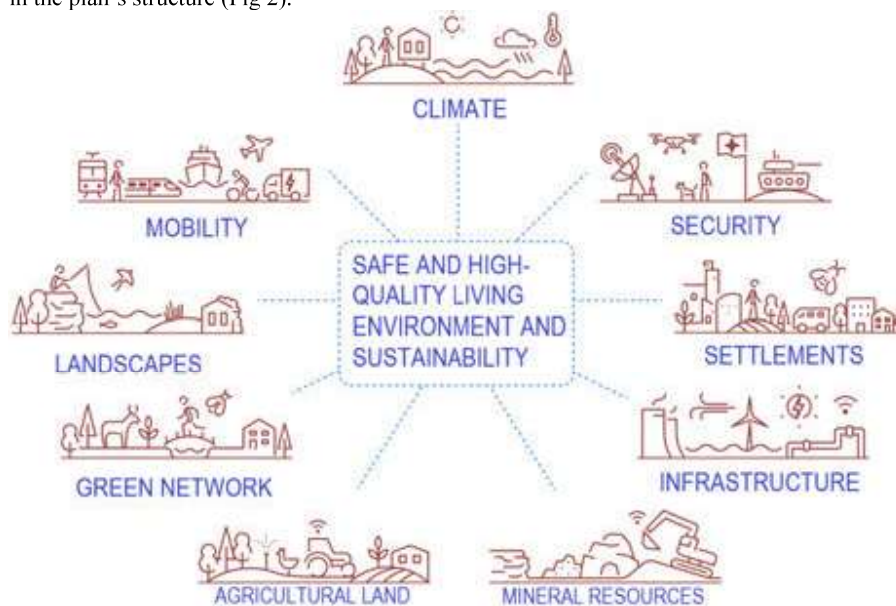 in the plan's structure (Fig 2).
CLIMATE
MOBILITY
SECURITY
SAFE AND HIGH-
QUALITY LIVING
ENVIRONMENT AND
SUSTAINABILITY
LANDSCAPES
SETTLEMENTS
GREEN NETWORK
INFRASTRUCTURE
AGRICULTURAL LAND
MINERAL RESOURCES